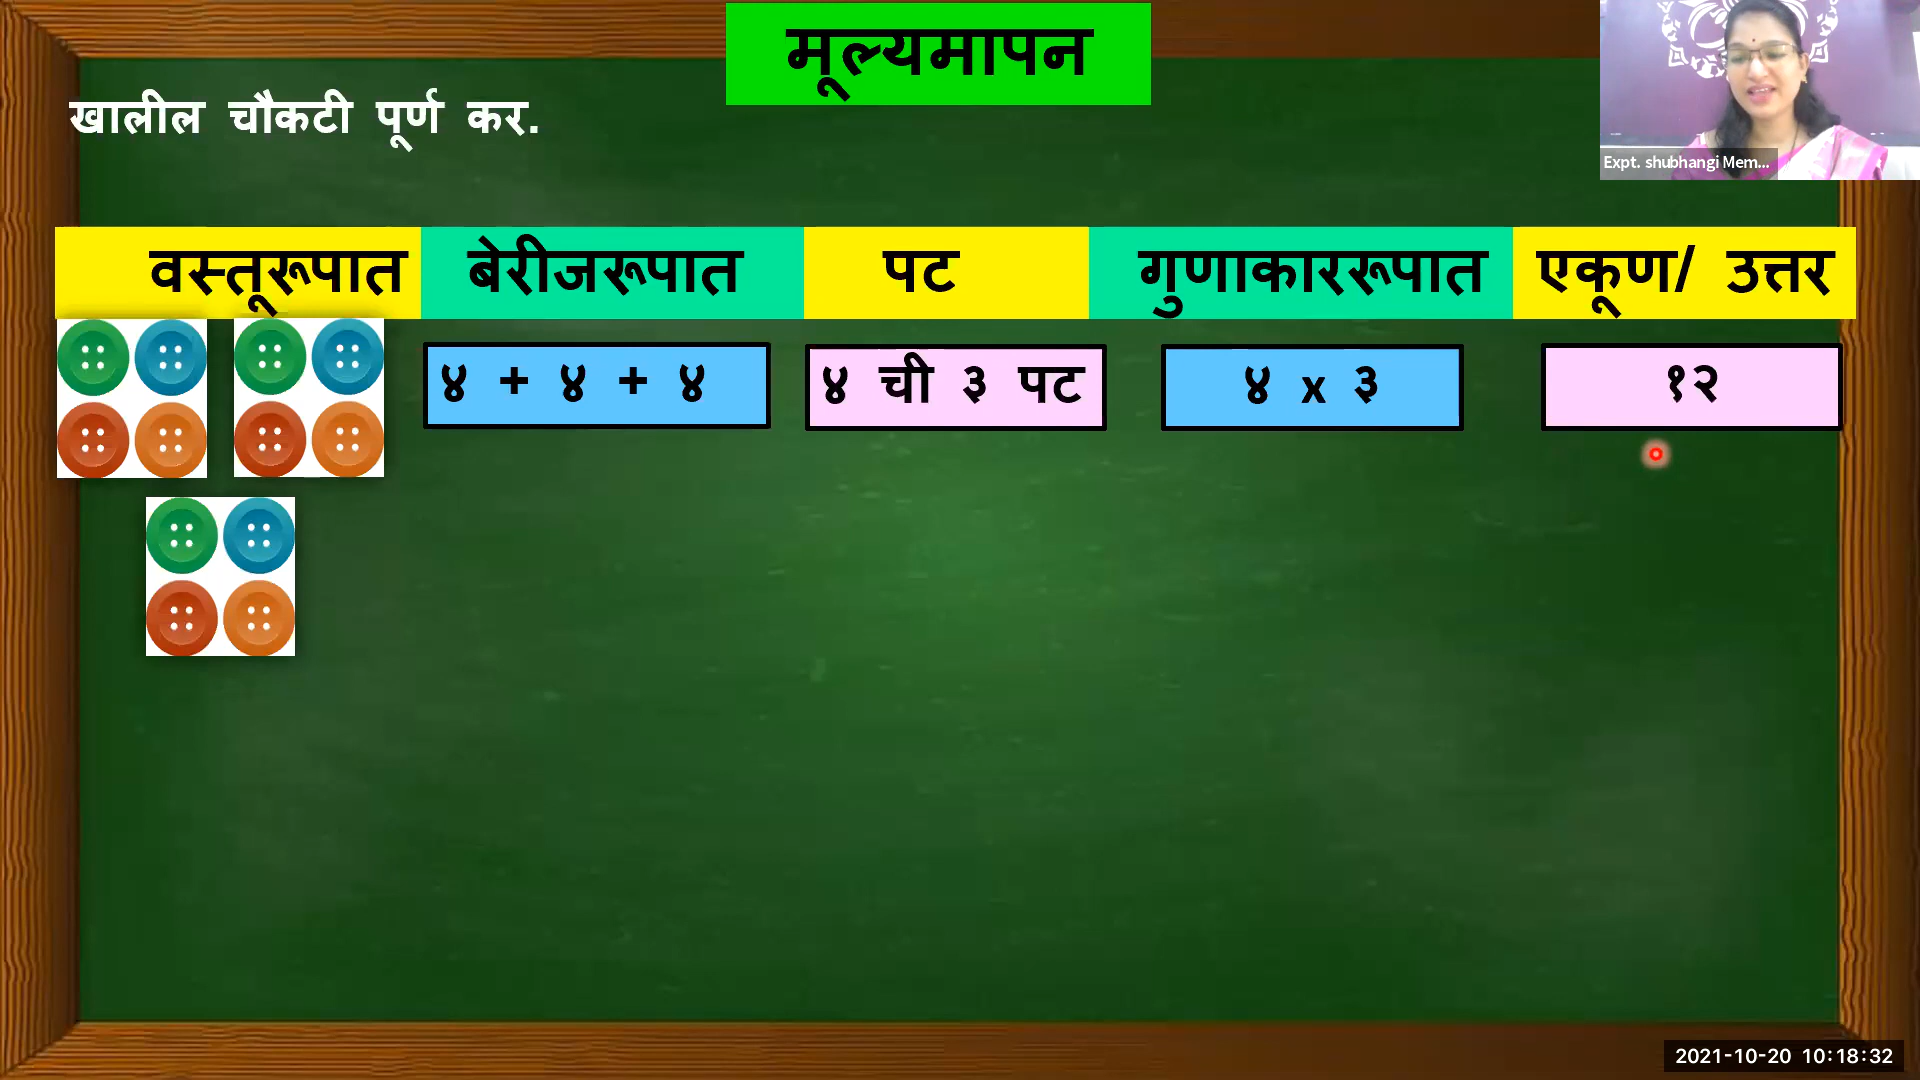 मूल्यमापन
खालील चौकटी पूर्ण कर.
Expt. shubhangi Mem...
वस्तूरूपात बेरीजरूपात पट गुणाकाररूपात एकूण/ उत्तर
४ + ४ + ४ ४ ची ३ पट ४ x ३ १२
2021-10-20 10:18:32